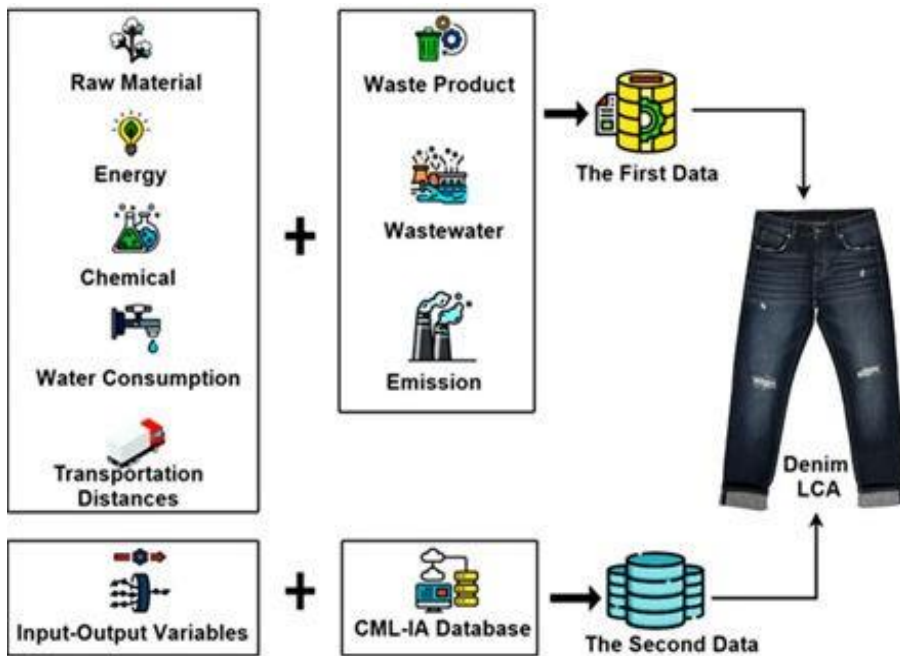 Raw Material
Energy
Chemical
Water Consumption
Transportation
Distances
Waste Product
Wastewater
Emission
The First Data
Denim
LCA
Input-Output Variables
CML-IA Database
The Second Data